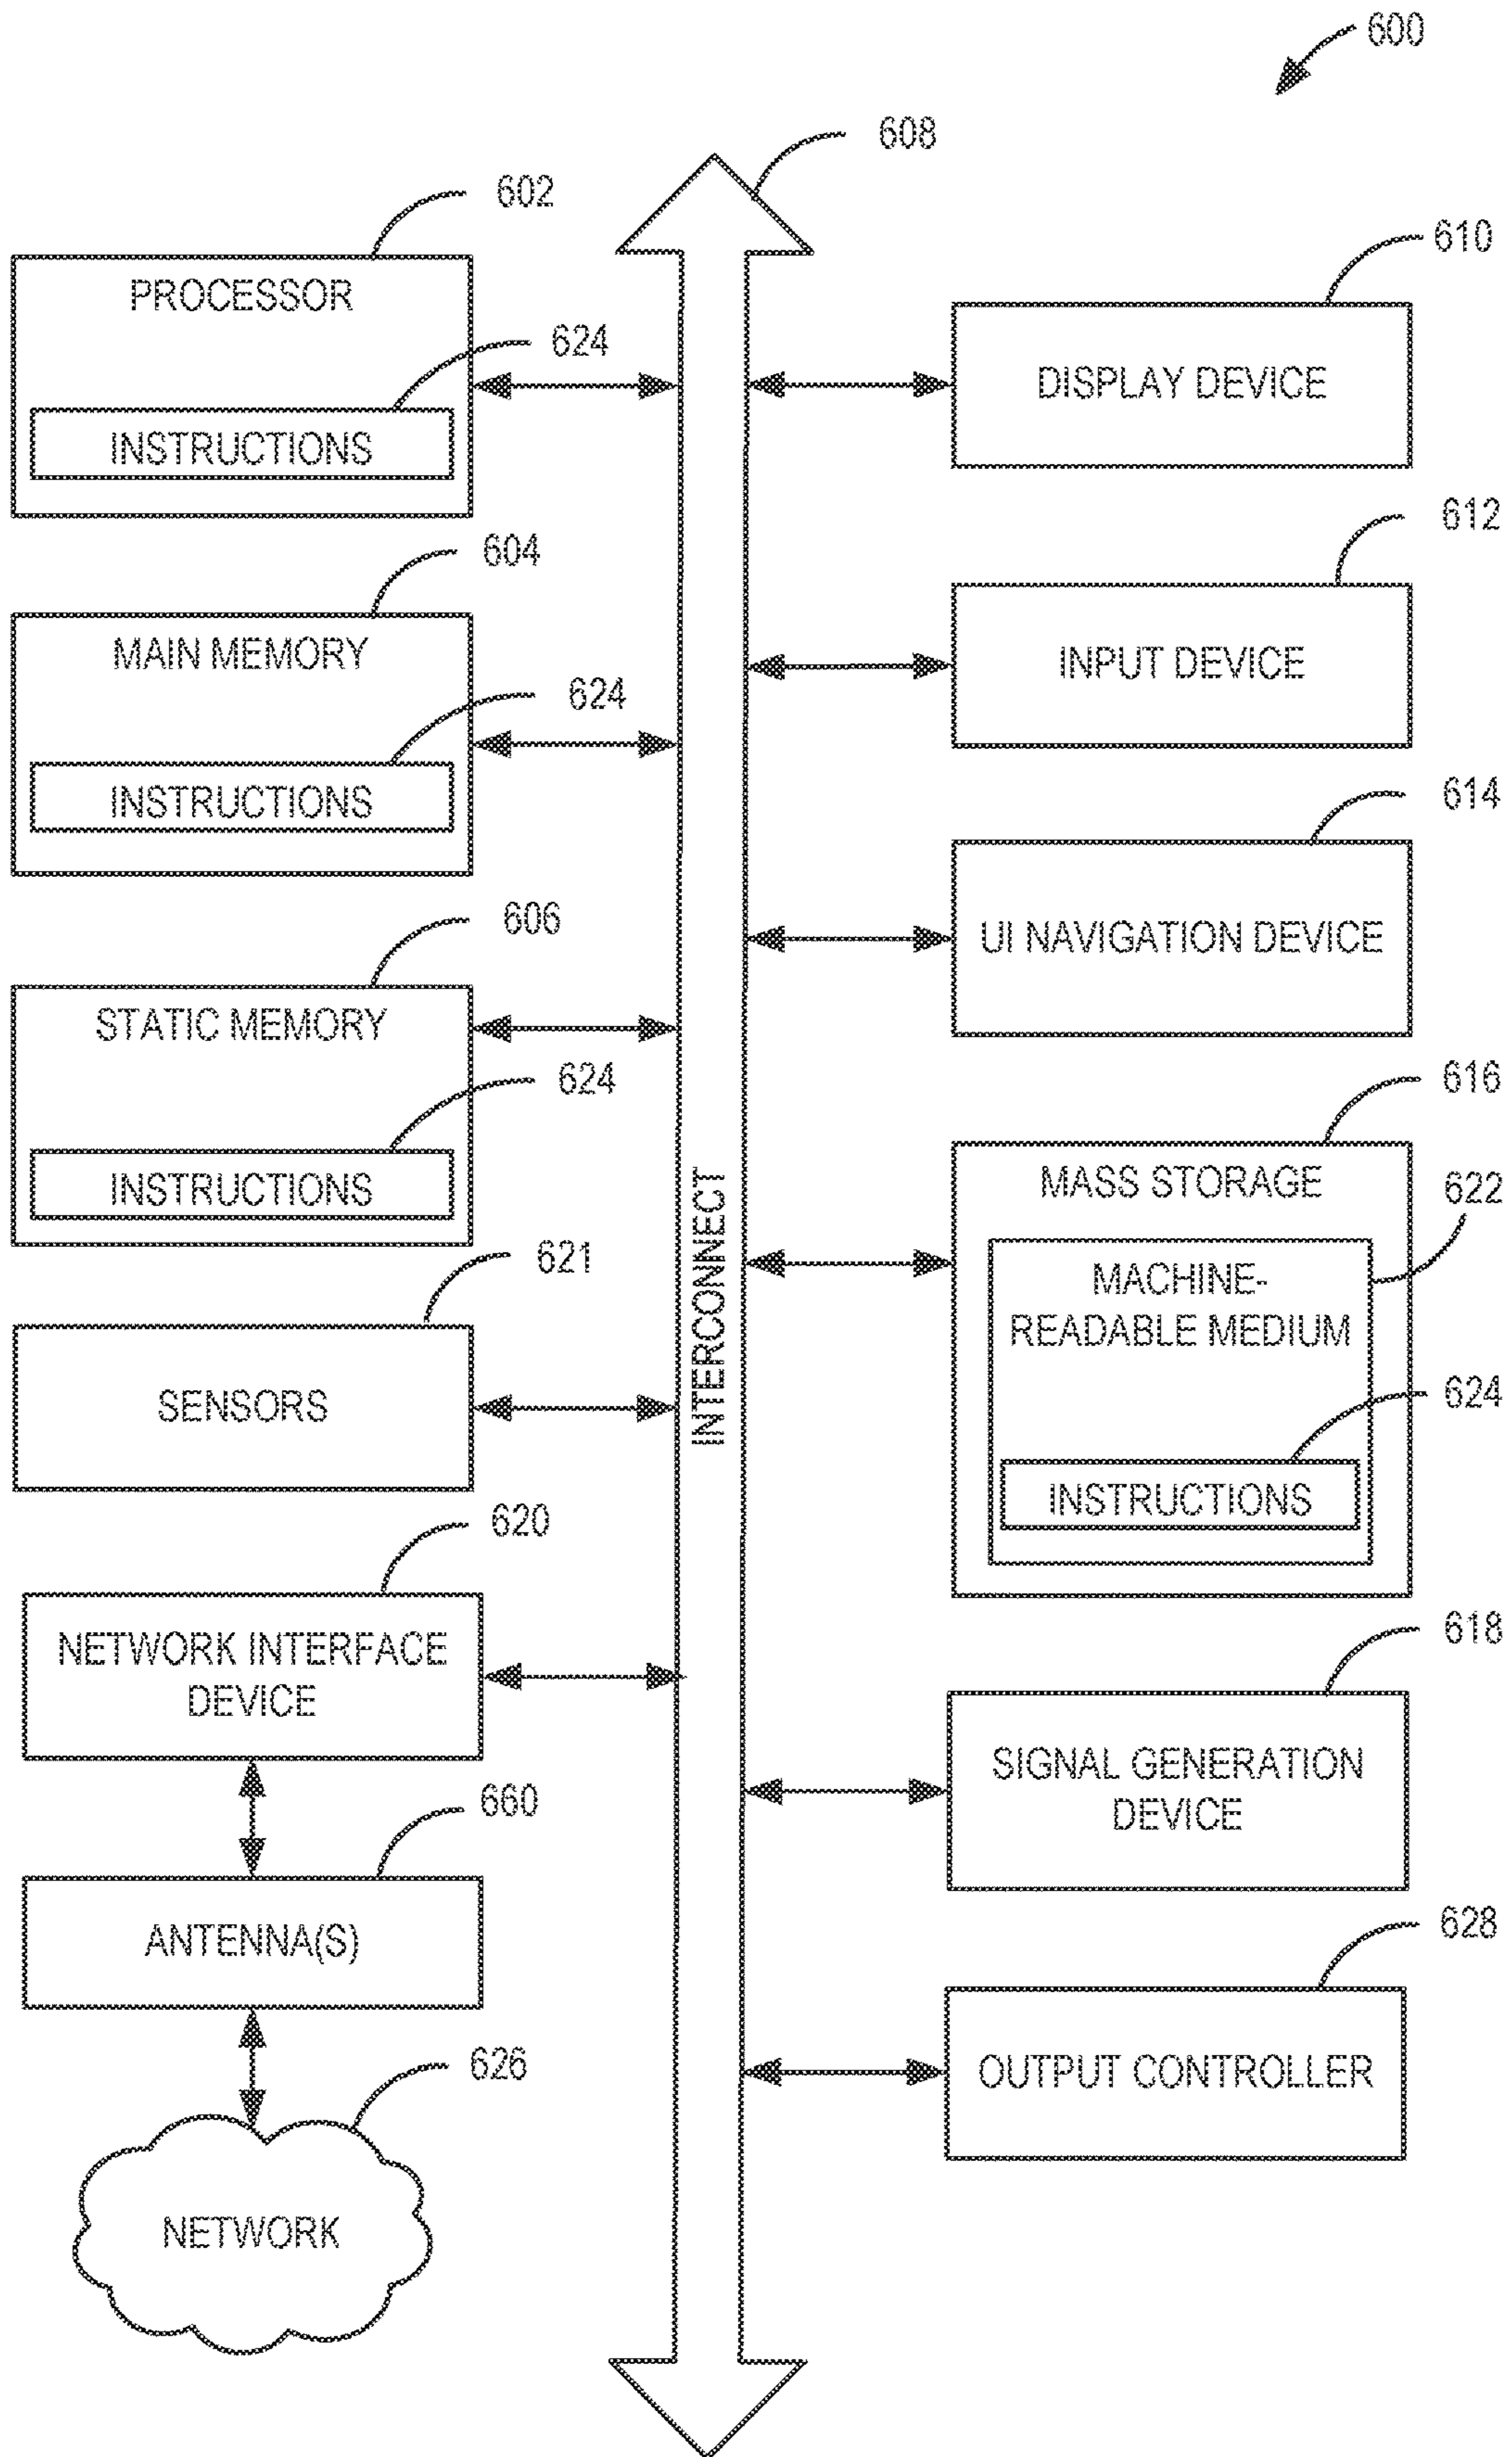 600
608
602
PROCESSOR
624
INSTRUCTIONS
604
MAIN MEMORY
624
INSTRUCTIONS
606
STATIC MEMORY
624
INSTRUCTIONS
621
SENSORS
620
NETWORK INTERFACE
DEVICE
660
ANTENNA(S)
626
NETWORK
INTERCONNECT
610
DISPLAY DEVICE
612
INPUT DEVICE
614
UI NAVIGATION DEVICE
616
MASS STORAGE
622
MACHINE-
READABLE MEDIUM
624
INSTRUCTIONS
618
SIGNAL GENERATION
DEVICE
628
OUTPUT CONTROLLER